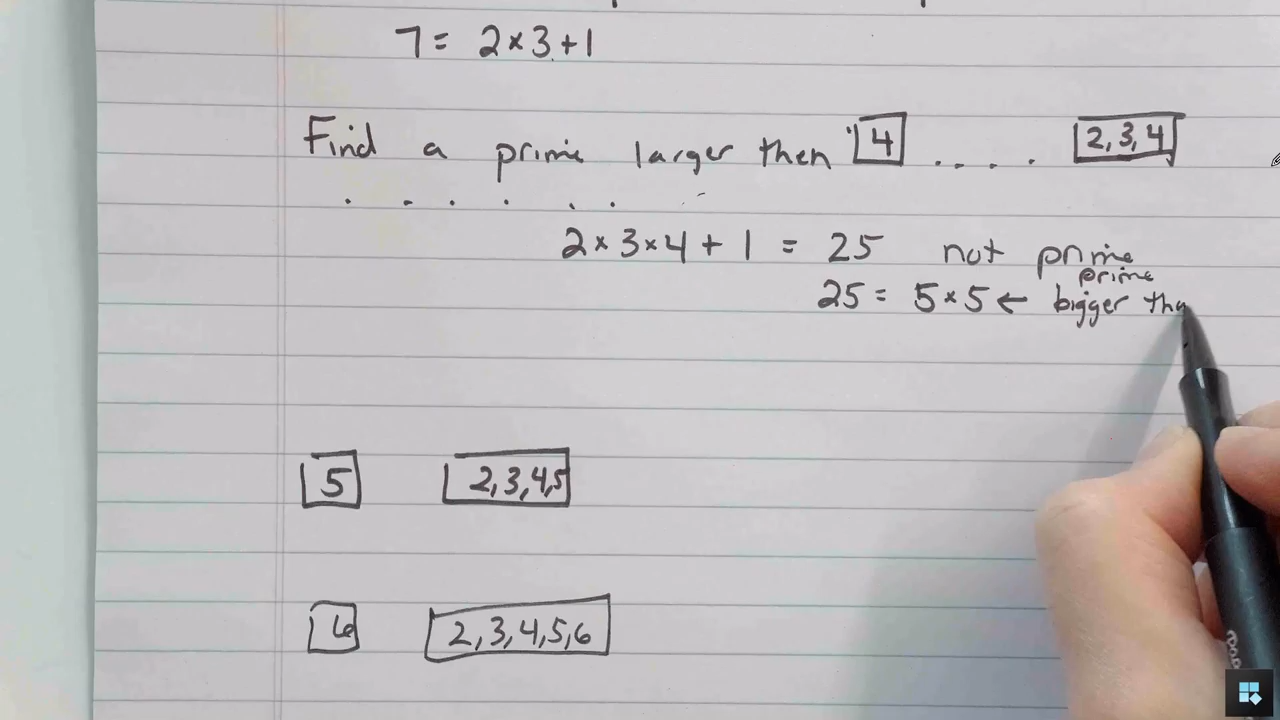 7 = 2 × 3 + 1
Find a prime larger then 4 .... 2,3,4
2 × 3 × 4 + 1 = 25 not prime
prime
25 = 5 × 5 ← bigger tha
5 2,3,4,5
6 2,3,4,5,6